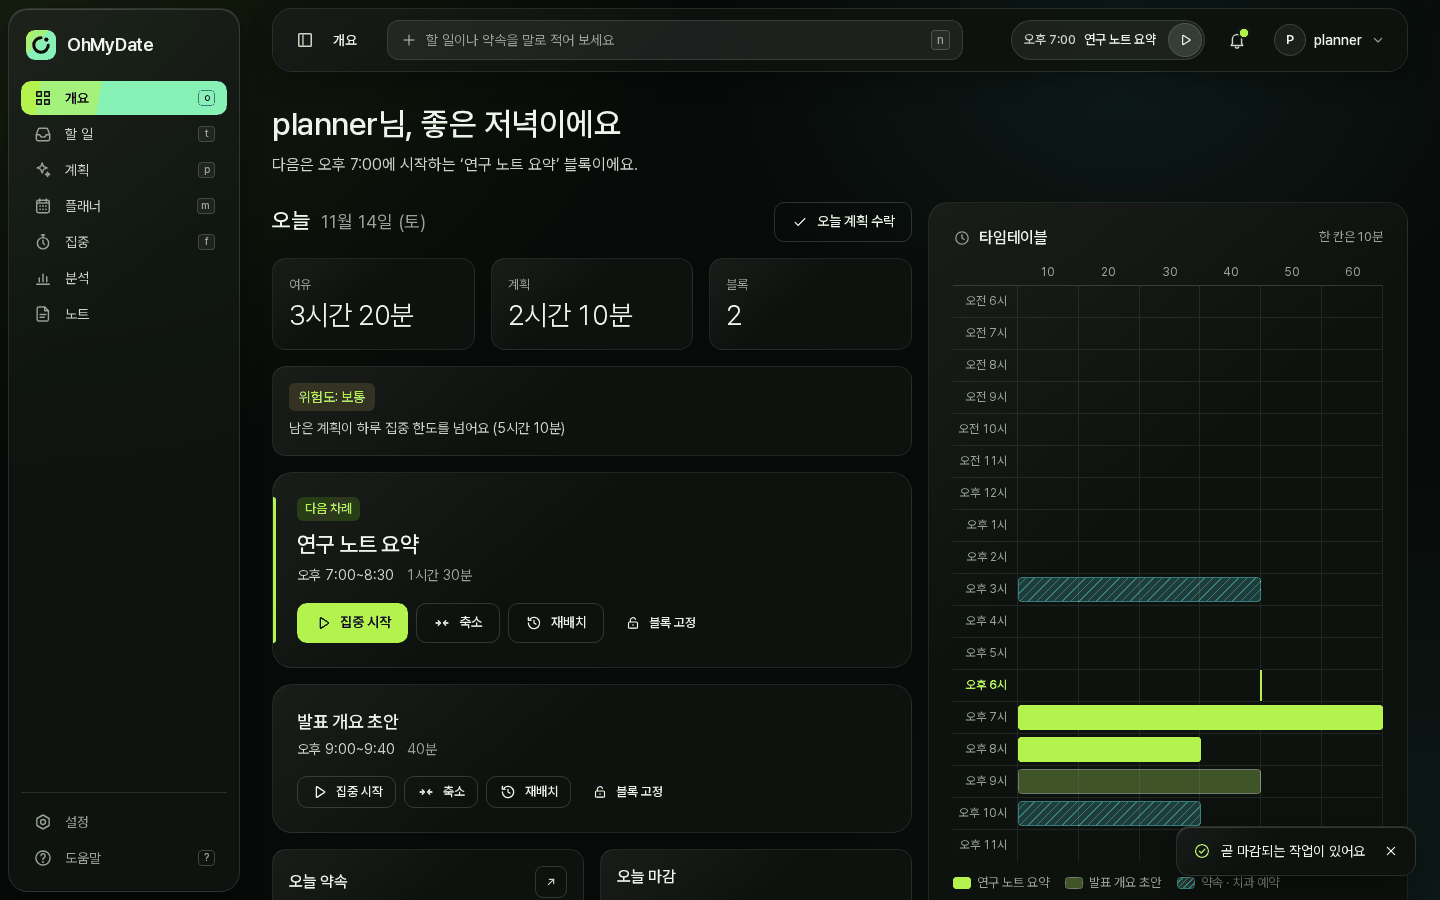 OhMyDate
개요 o
할 일 t
계획 p
플래너 m
집중 f
분석
노트
설정
도움말 ?
개요
할 일이나 약속을 말로 적어 보세요 n
오후 7:00 연구 노트 요약
P planner
planner님, 좋은 저녁이에요
다음은 오후 7:00에 시작하는 ‘연구 노트 요약’ 블록이에요.
오늘 11월 14일 (토)
오늘 계획 수락
여유
3시간 20분
계획
2시간 10분
블록
2
위험도: 보통
남은 계획이 하루 집중 한도를 넘어요 (5시간 10분)
다음 차례
연구 노트 요약
오후 7:00~8:30 1시간 30분
집중 시작 축소 재배치 블록 고정
발표 개요 초안
오후 9:00~9:40 40분
집중 시작 축소 재배치 블록 고정
오늘 약속
오늘 마감
타임테이블 한 칸은 10분
10 20 30 40 50 60
오전 6시
오전 7시
오전 8시
오전 9시
오전 10시
오전 11시
오후 12시
오후 1시
오후 2시
오후 3시
오후 4시
오후 5시
오후 6시
오후 7시
오후 8시
오후 9시
오후 10시
오후 11시
연구 노트 요약 발표 개요 초안 약속 · 치과 예약
곧 마감되는 작업이 있어요